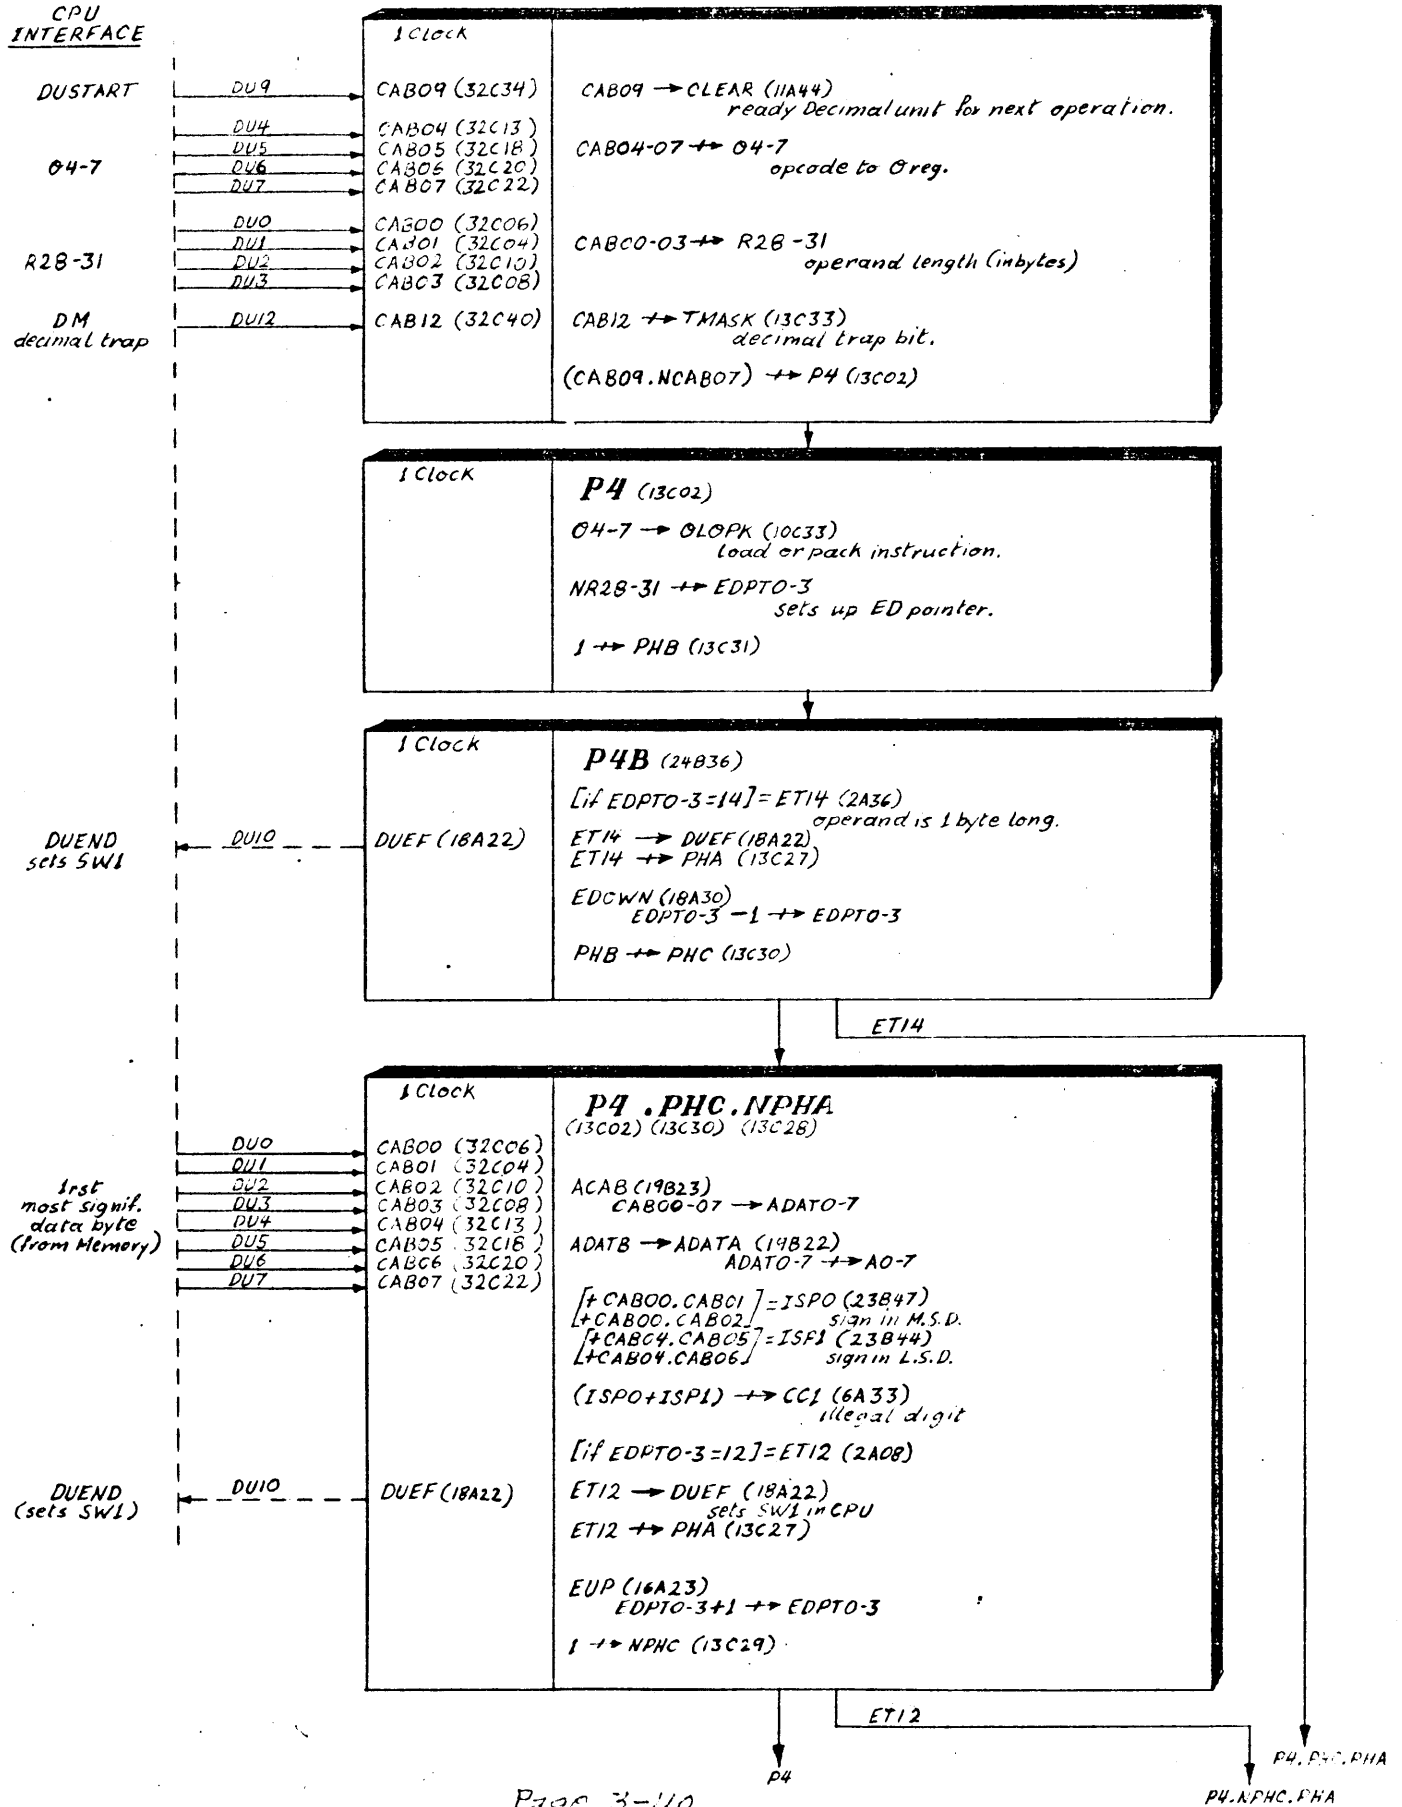 CPU
INTERFACE
1 Clock
DUSTART
DU9
CAB09 (32C34)
CAB09 → CLEAR (11A44)
ready Decimal unit for next operation.
O4-7
DU4
CAB04 (32C13)
DU5
CAB05 (32C18)
DU6
CAB06 (32C20)
DU7
CAB07 (32C22)
CAB04-07 ↦ O4-7
opcode to O reg.
R28-31
DU0
CAB00 (32C06)
DU1
CAB01 (32C04)
DU2
CAB02 (32C10)
DU3
CAB03 (32C08)
CABC0-03 ↦ R28-31
operand length (in bytes)
DM
decimal trap
DU12
CAB12 (32C40)
CAB12 ↦ TMASK (13C33)
decimal trap bit.
(CAB09.NCAB07) ↦ P4 (13C02)
1 Clock
P4 (13C02)
O4-7 → OLOPK (10C33)
load or pack instruction.
NR28-31 ↦ EDPT0-3
sets up ED pointer.
1 ↦ PHB (13C31)
1 Clock
P4B (24B36)
[if EDPT0-3=14] = ET14 (2A36)
operand is 1 byte long.
DUEND
sets SW1
DU10
DUEF (18A22)
ET14 → DUEF (18A22)
ET14 ↦ PHA (13C27)
EDCWN (18A30)
EDPT0-3 -1 ↦ EDPT0-3
PHB ↦ PHC (13C30)
ET14
1 Clock
P4 .PHC.NPHA
(13C02) (13C30) (13C28)
1rst
most signif.
data byte
(from Memory)
DU0
CAB00 (32C06)
DU1
CAB01 (32C04)
DU2
CAB02 (32C10)
DU3
CAB03 (32C08)
DU4
CAB04 (32C13)
DU5
CAB05 (32C18)
DU6
CABC6 (32C20)
DU7
CAB07 (32C22)
ACAB (19B23)
CAB00-07 → ADAT0-7
ADATB → ADATA (19B22)
ADAT0-7 ↦ A0-7
[+CAB00.CAB01] = ISP0 (23B47)
[+CAB00.CAB02] sign in M.S.D.
[+CAB04.CAB05] = ISP1 (23B44)
[+CAB04.CAB06] sign in L.S.D.
(ISP0+ISP1) ↦ CC1 (6A33)
illegal digit
[if EDPT0-3=12] = ET12 (2A08)
DUEND
(sets SW1)
DU10
DUEF (18A22)
ET12 → DUEF (18A22)
sets SW1 in CPU
ET12 ↦ PHA (13C27)
EUP (16A23)
EDPT0-3+1 ↦ EDPT0-3
1 ↦ NPHC (13C29)
ET12
P4
P4.PHC.PHA
P4.NPHC.PHA
Page 3-40